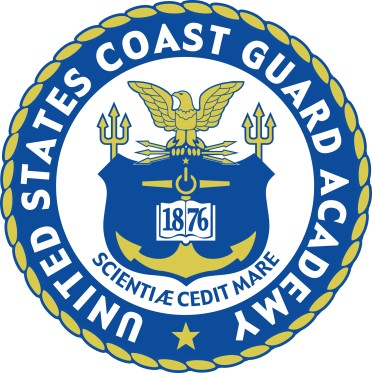 UNITED STATES COAST GUARD ACADEMY
1876
SCIENTIÆ CEDIT MARE